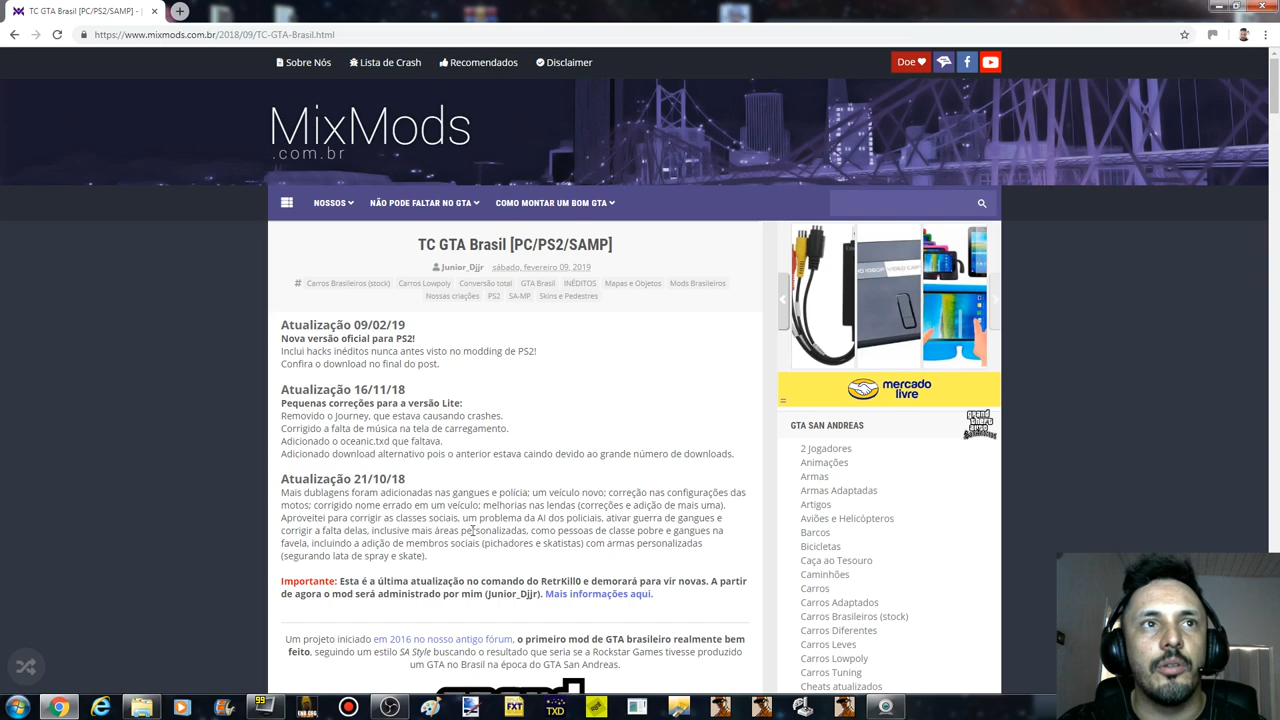 TC GTA Brasil [PC/PS2/SAMP] - |
https://www.mixmods.com.br/2018/09/TC-GTA-Brasil.html
Sobre Nós
Lista de Crash
Recomendados
Disclaimer
Doe
MixMods
.com.br
NOSSOS
NÃO PODE FALTAR NO GTA
COMO MONTAR UM BOM GTA
TC GTA Brasil [PC/PS2/SAMP]
Junior_Djjr sábado, fevereiro 09, 2019
# Carros Brasileiros (stock) Carros Lowpoly Conversão total GTA Brasil INÉDITOS Mapas e Objetos Mods Brasileiros
Nossas criações PS2 SA-MP Skins e Pedestres
Atualização 09/02/19
Nova versão oficial para PS2!
Inclui hacks inéditos nunca antes visto no modding de PS2!
Confira o download no final do post.
Atualização 16/11/18
Pequenas correções para a versão Lite:
Removido o Journey, que estava causando crashes.
Corrigido a falta de música na tela de carregamento.
Adicionado o oceanic.txd que faltava.
Adicionado download alternativo pois o anterior estava caindo devido ao grande número de downloads.
Atualização 21/10/18
Mais dublagens foram adicionadas nas gangues e polícia; um veículo novo; correção nas configurações das
motos; corrigido nome errado em um veículo; melhorias nas lendas (correções e adição de mais uma).
Aproveitei para corrigir as classes sociais, um problema da AI dos policiais, ativar guerra de gangues e
corrigir a falta delas, inclusive mais áreas personalizadas, como pessoas de classe pobre e gangues na
favela, incluindo a adição de membros sociais (pichadores e skatistas) com armas personalizadas
(segurando lata de spray e skate).
Importante: Esta é a última atualização no comando do RetrKill0 e demorará para vir novas. A partir
de agora o mod será administrado por mim (Junior_Djjr). Mais informações aqui.
Um projeto iniciado em 2016 no nosso antigo fórum, o primeiro mod de GTA brasileiro realmente bem
feito, seguindo um estilo SA Style buscando o resultado que seria se a Rockstar Games tivesse produzido
um GTA no Brasil na época do GTA San Andreas.
mercado
livre
GTA SAN ANDREAS
2 Jogadores
Animações
Armas
Armas Adaptadas
Artigos
Aviões e Helicópteros
Barcos
Bicicletas
Caça ao Tesouro
Caminhões
Carros
Carros Adaptados
Carros Brasileiros (stock)
Carros Diferentes
Carros Leves
Carros Lowpoly
Carros Tuning
Cheats atualizados
99
FXT
TXD